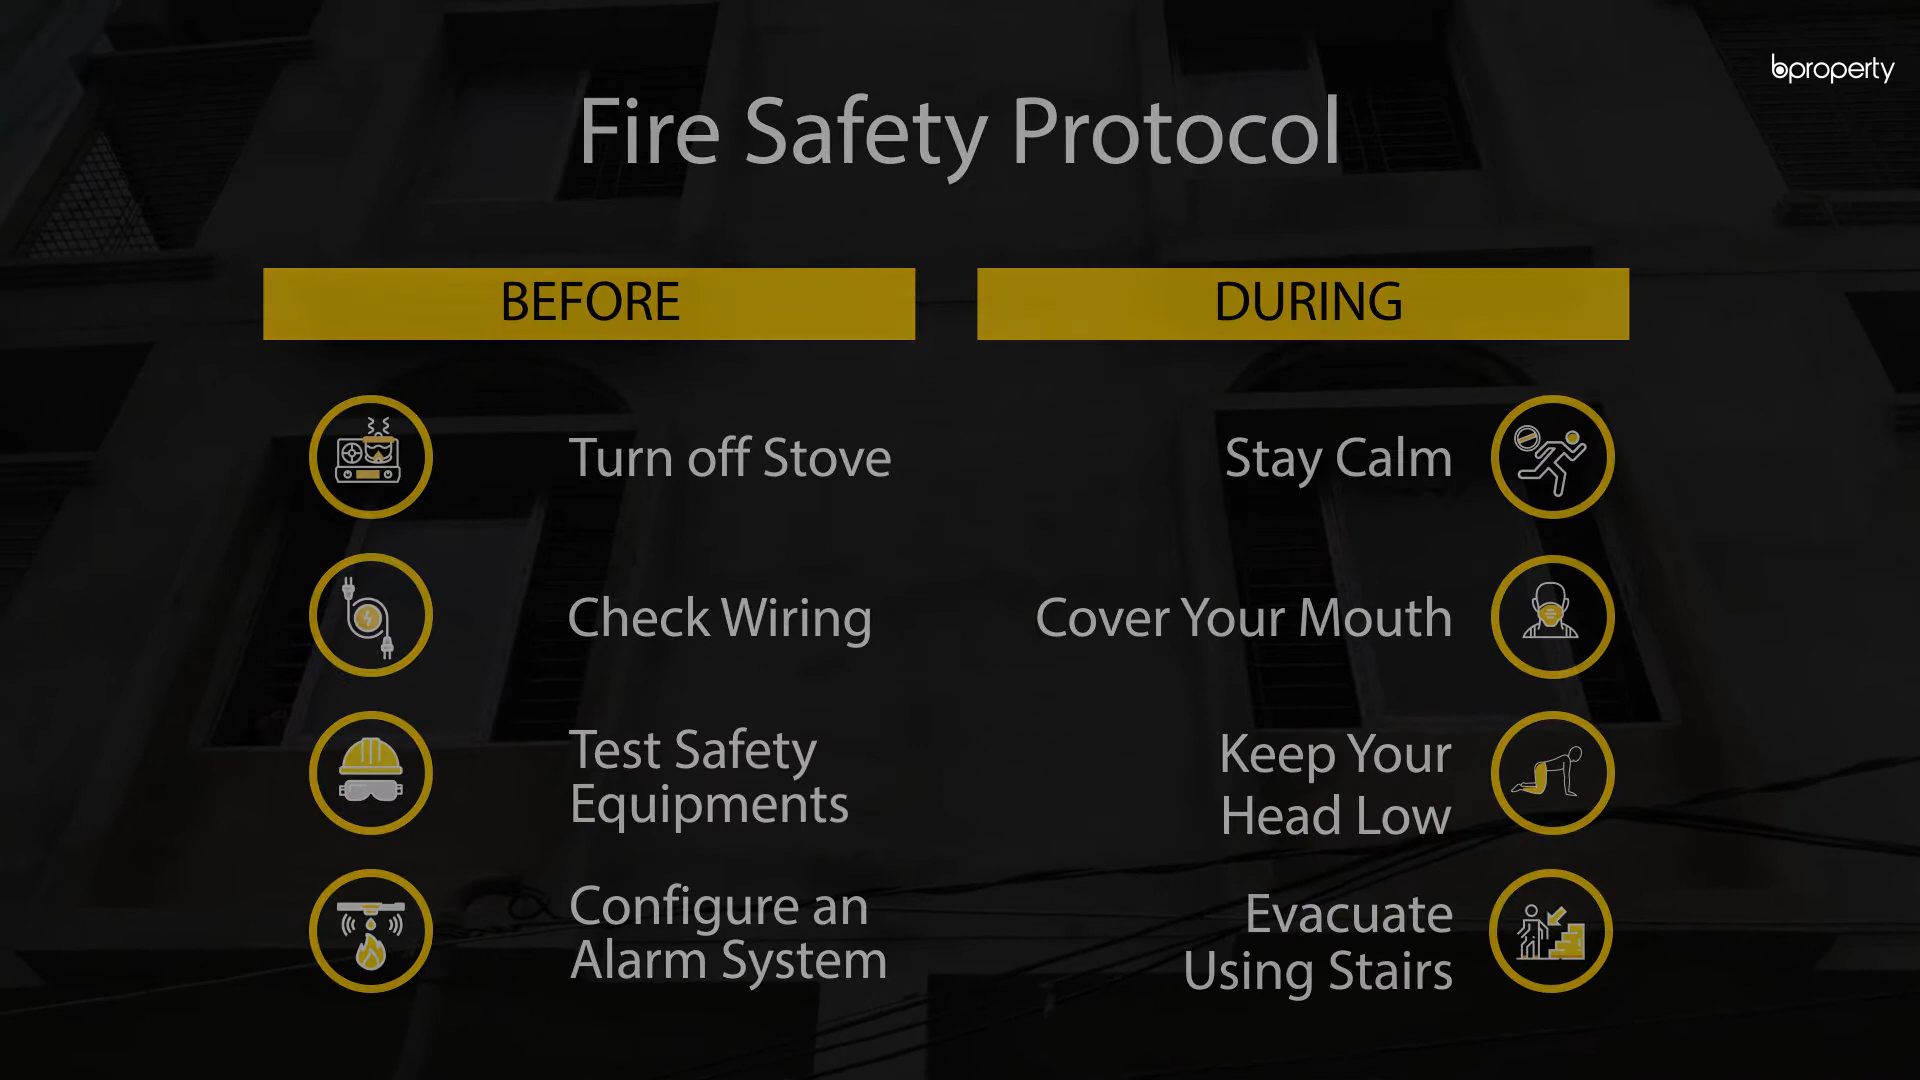 bproperty
Fire Safety Protocol
BEFORE
Turn off Stove
Check Wiring
Test Safety
Equipments
Configure an
Alarm System
DURING
Stay Calm
Cover Your Mouth
Keep Your
Head Low
Evacuate
Using Stairs